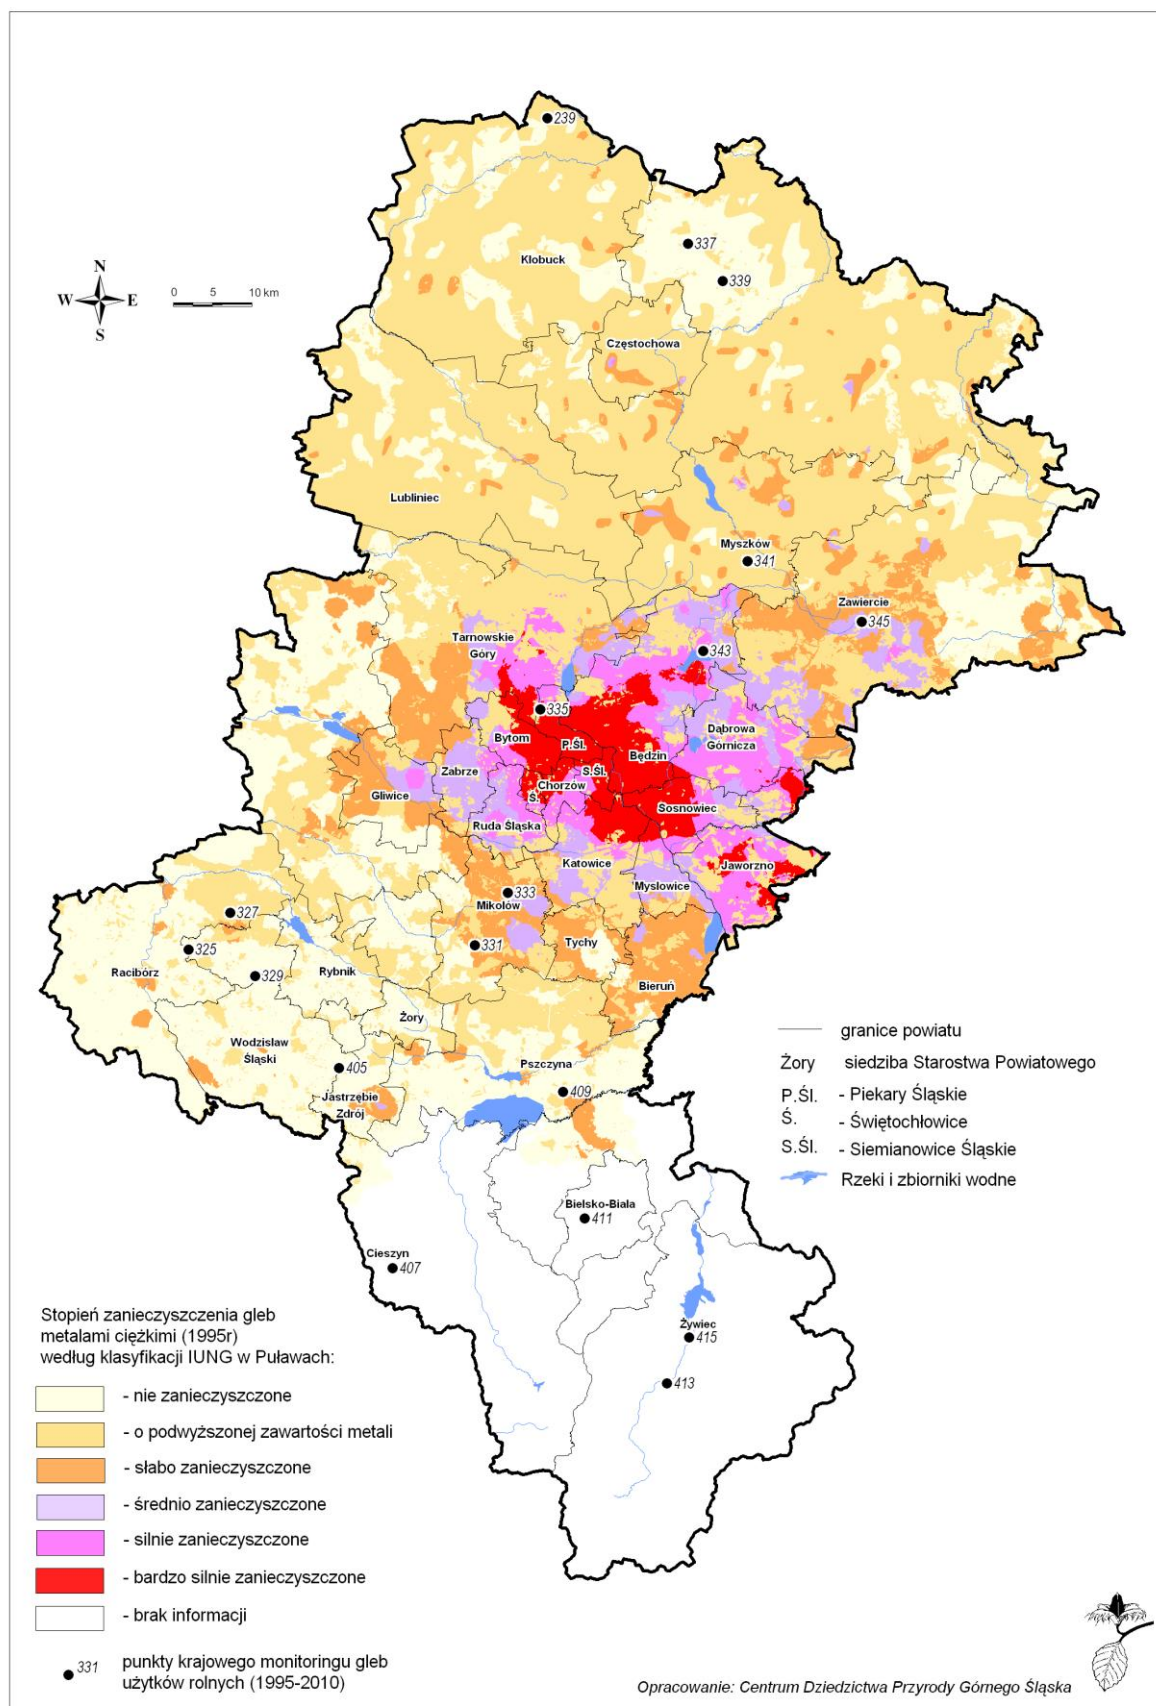 239
337
Kłobuck
339
N
W E
S
0 5 10 km
Częstochowa
Lubliniec
Myszków
341
Zawiercie
345
Tarnowskie
Góry
343
335
Dąbrowa
Górnicza
Bytom
P.Śl.
Będzin
Zabrze
S.Śl.
Chorzów
Gliwice
Ś.
Sosnowiec
Ruda Śląska
Katowice
Jaworzno
Mysłowice
333
Mikołów
327
331
Tychy
325
Racibórz
329
Rybnik
Bieruń
Żory
Wodzisław
Śląski
405
Pszczyna
409
Jastrzębie
Zdrój
granice powiatu
Żory siedziba Starostwa Powiatowego
P.Śl. - Piekary Śląskie
Ś. - Świętochłowice
S.Śl. - Siemianowice Śląskie
Rzeki i zbiorniki wodne
Bielsko-Biała
411
Cieszyn
407
Żywiec
415
413
Stopień zanieczyszczenia gleb
metalami ciężkimi (1995r)
według klasyfikacji IUNG w Puławach:
- nie zanieczyszczone
- o podwyższonej zawartości metali
- słabo zanieczyszczone
- średnio zanieczyszczone
- silnie zanieczyszczone
- bardzo silnie zanieczyszczone
- brak informacji
331 punkty krajowego monitoringu gleb
użytków rolnych (1995-2010)
Opracowanie: Centrum Dziedzictwa Przyrody Górnego Śląska